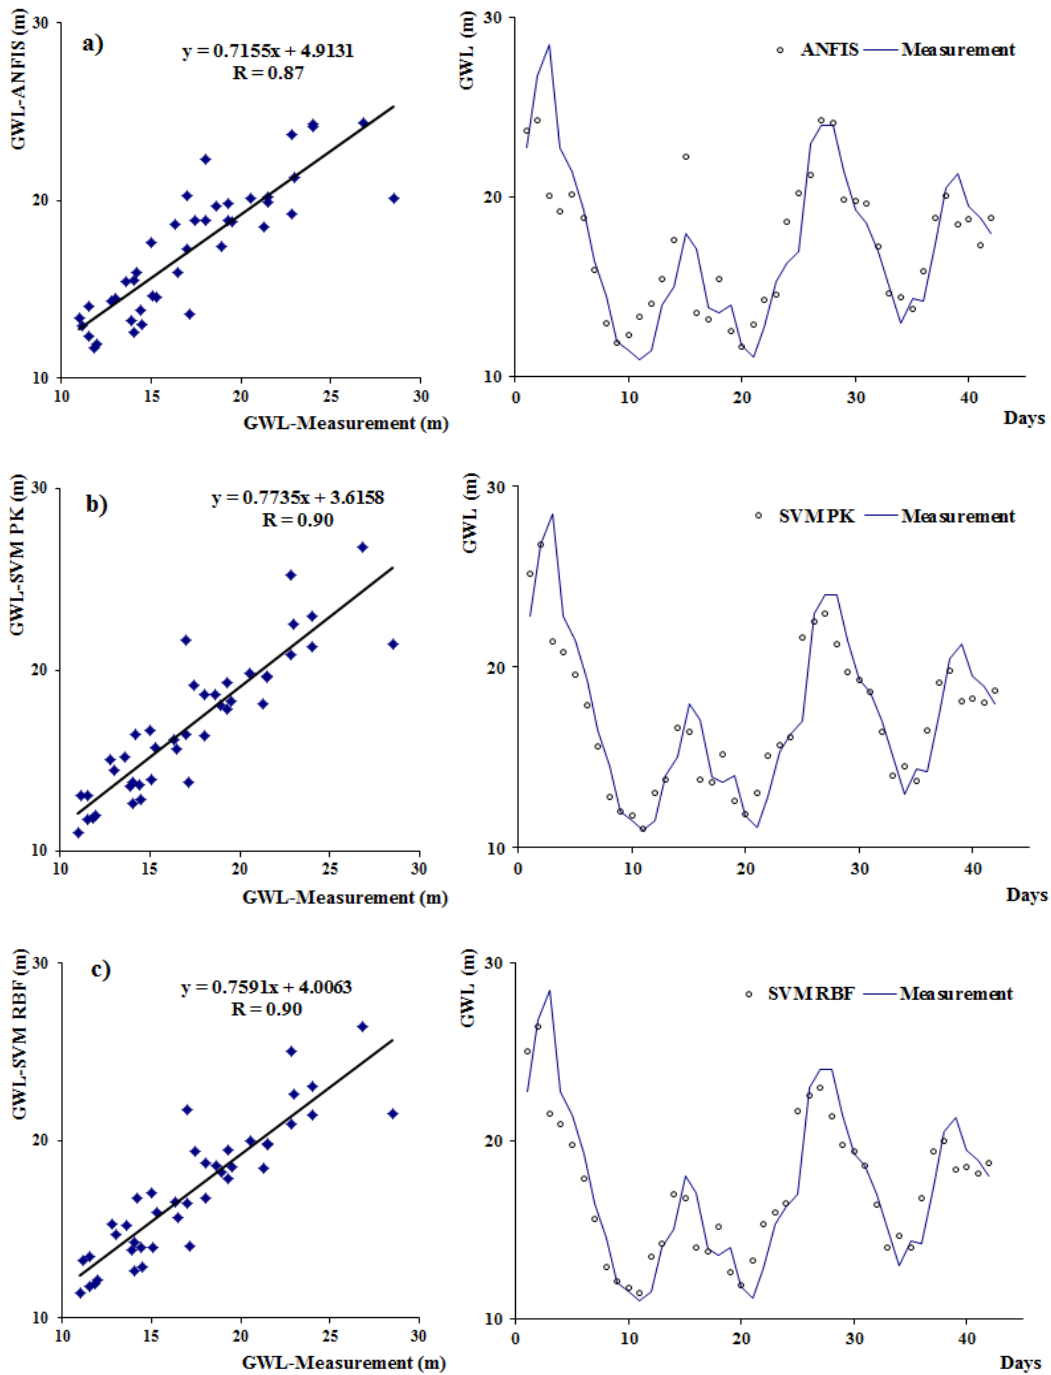 GWL-ANFIS (m)
30
20
10
a)
y = 0.7155x + 4.9131
R = 0.87
10 15 20 25 30
GWL-Measurement (m)
GWL (m)
30
20
10
ANFIS Measurement
0 10 20 30 40
Days
GWL-SVM PK (m)
30
20
10
b)
y = 0.7735x + 3.6158
R = 0.90
10 15 20 25 30
GWL-Measurement (m)
GWL (m)
30
20
10
SVM PK Measurement
0 10 20 30 40
Days
GWL-SVM RBF (m)
30
20
10
c)
y = 0.7591x + 4.0063
R = 0.90
10 15 20 25 30
GWL-Measurement (m)
GWL (m)
30
20
10
SVM RBF Measurement
0 10 20 30 40
Days